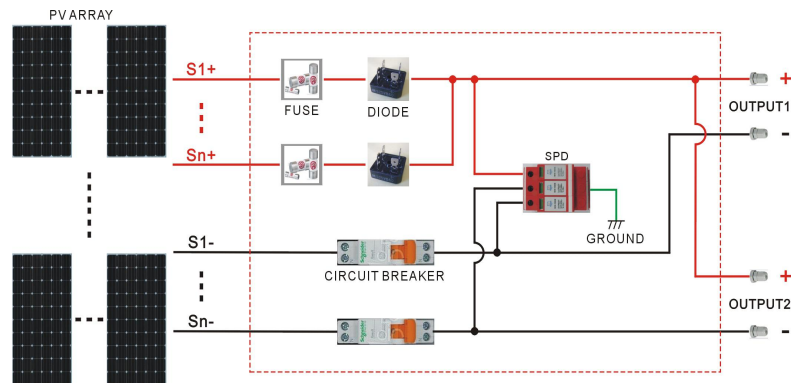 PV ARRAY
S1+
FUSE
DIODE
+
OUTPUT1
-
Sn+
SPD
GROUND
S1-
CIRCUIT BREAKER
+
OUTPUT2
Sn-
-